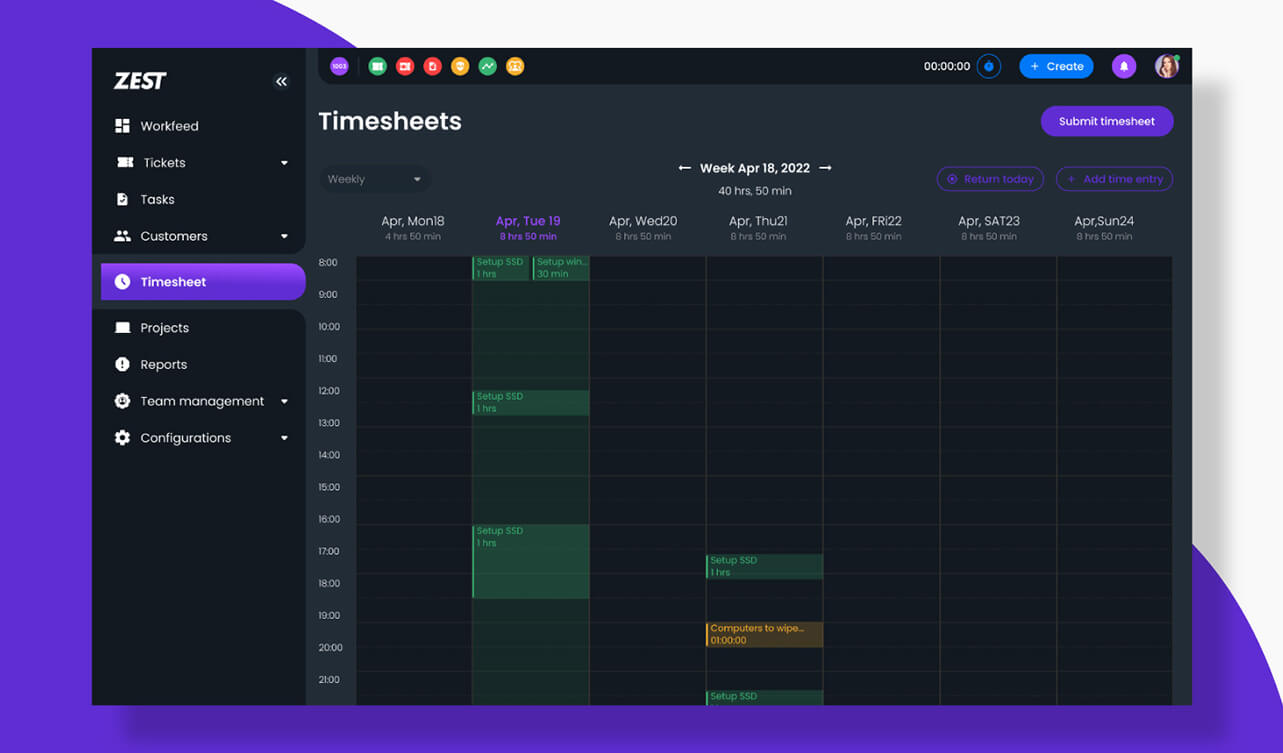 ZEST
Workfeed
Tickets
Tasks
Customers
Timesheet
Projects
Reports
Team management
Configurations
1003
00:00:00
+ Create
Timesheets
Submit timesheet
Weekly
← Week Apr 18, 2022 →
40 hrs, 50 min
Return today
+ Add time entry
Apr, Mon18
4 hrs 50 min
Apr, Tue 19
8 hrs 50 min
Apr, Wed20
8 hrs 50 min
Apr, Thu21
8 hrs 50 min
Apr, FRi22
8 hrs 50 min
Apr, SAT23
8 hrs 50 min
Apr,Sun24
8 hrs 50 min
8:00
9:00
10:00
11:00
12:00
13:00
14:00
15:00
16:00
17:00
18:00
19:00
20:00
21:00
Setup SSD
1 hrs
Setup win...
30 min
Setup SSD
1 hrs
Setup SSD
1 hrs
Setup SSD
1 hrs
Computers to wipe...
01:00:00
Setup SSD